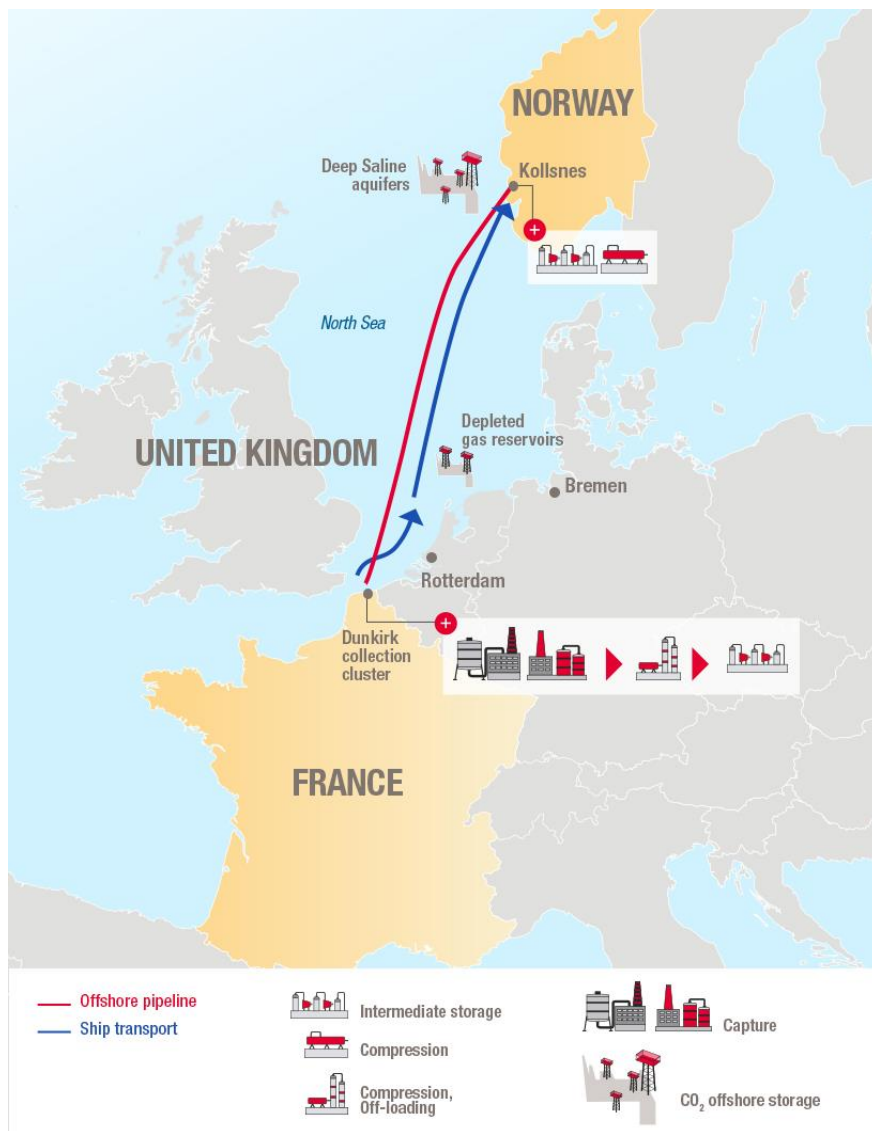 NORWAY
Deep Saline
aquifers
Kollsnes
+
North Sea
Depleted
gas reservoirs
UNITED KINGDOM
Bremen
Rotterdam
+
Dunkirk
collection
cluster
FRANCE
Offshore pipeline
Ship transport
Intermediate storage
Compression
Compression,
Off-loading
Capture
CO₂ offshore storage